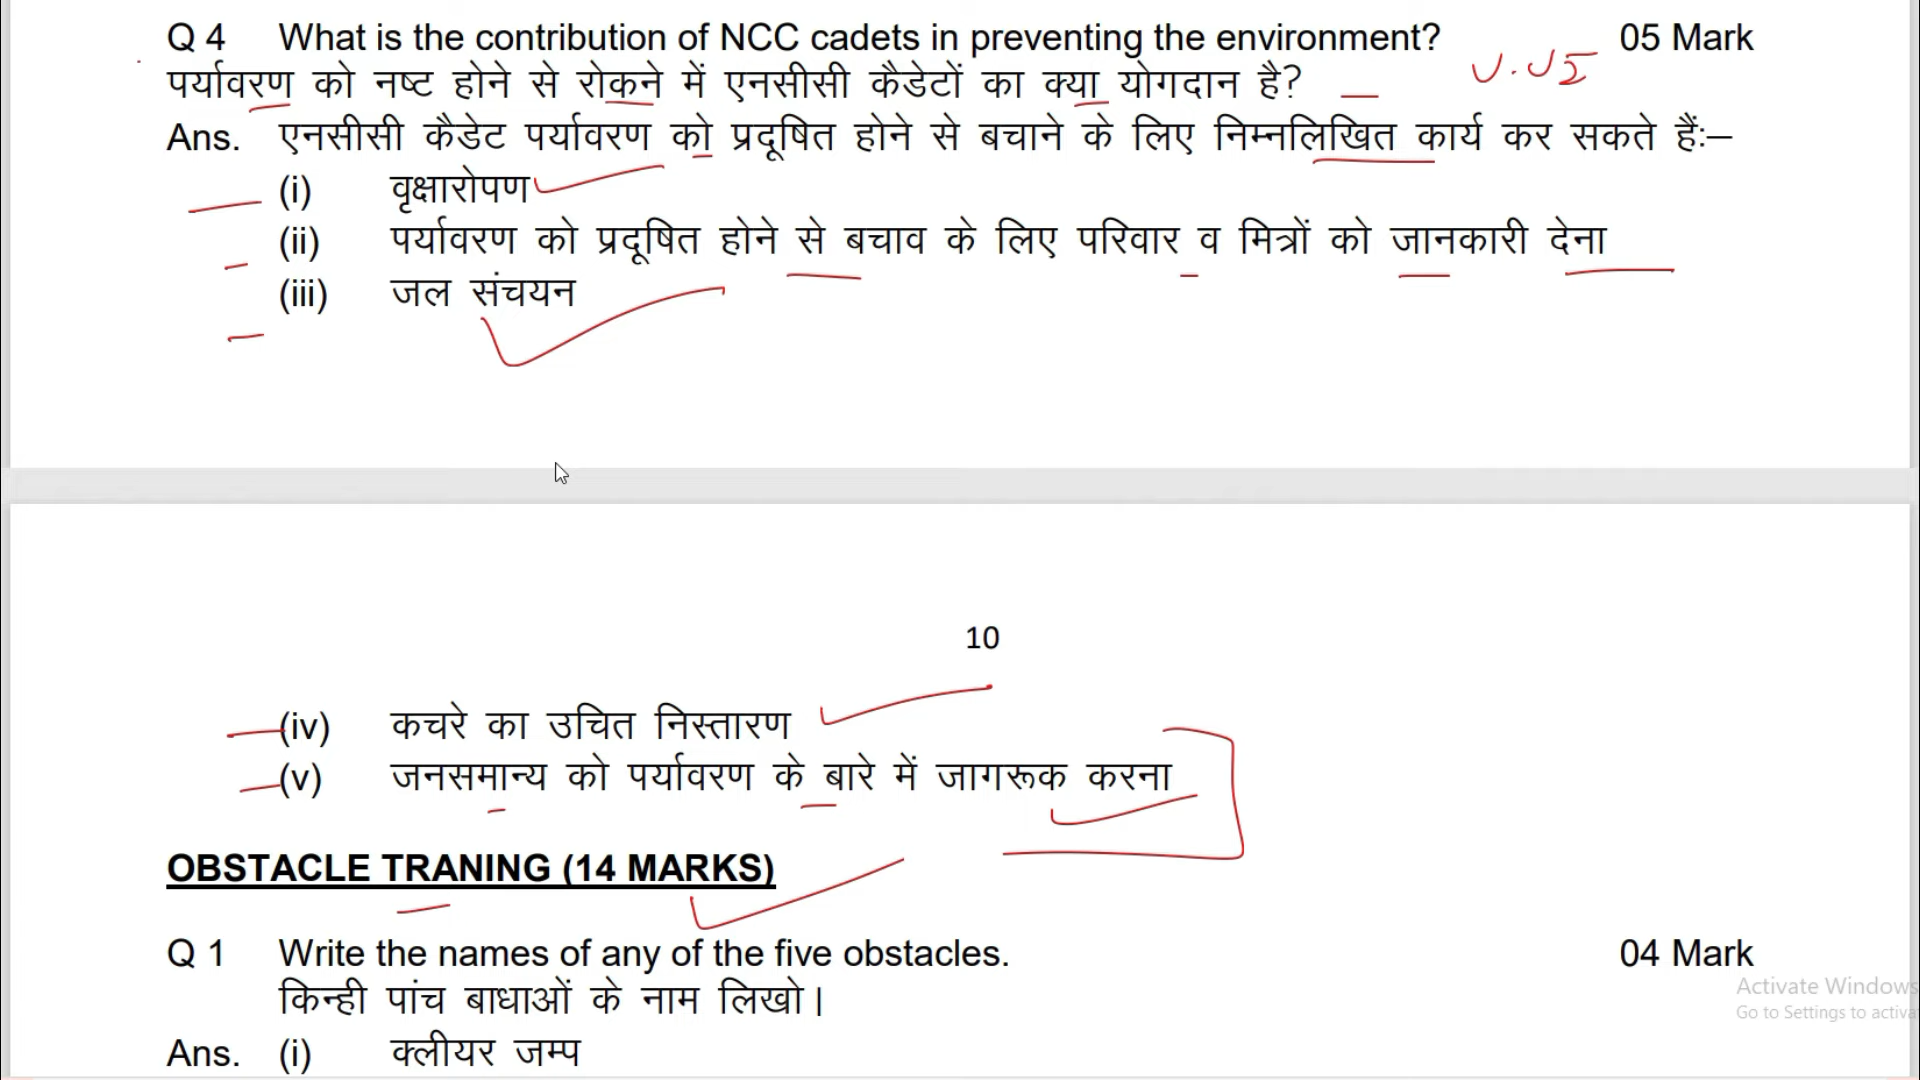 Q 4 What is the contribution of NCC cadets in preventing the environment? 05 Mark
पर्यावरण को नष्ट होने से रोकने में एनसीसी कैडेटों का क्या योगदान है?
Ans. एनसीसी कैडेट पर्यावरण को प्रदूषित होने से बचाने के लिए निम्नलिखित कार्य कर सकते हैं:–
(i) वृक्षारोपण
(ii) पर्यावरण को प्रदूषित होने से बचाव के लिए परिवार व मित्रों को जानकारी देना
(iii) जल संचयन
10
(iv) कचरे का उचित निस्तारण
(v) जनसमान्य को पर्यावरण के बारे में जागरूक करना
OBSTACLE TRANING (14 MARKS)
Q 1 Write the names of any of the five obstacles. 04 Mark
किन्ही पांच बाधाओं के नाम लिखो।
Activate Windows
Go to Settings to activa
Ans. (i) क्लीयर जम्प